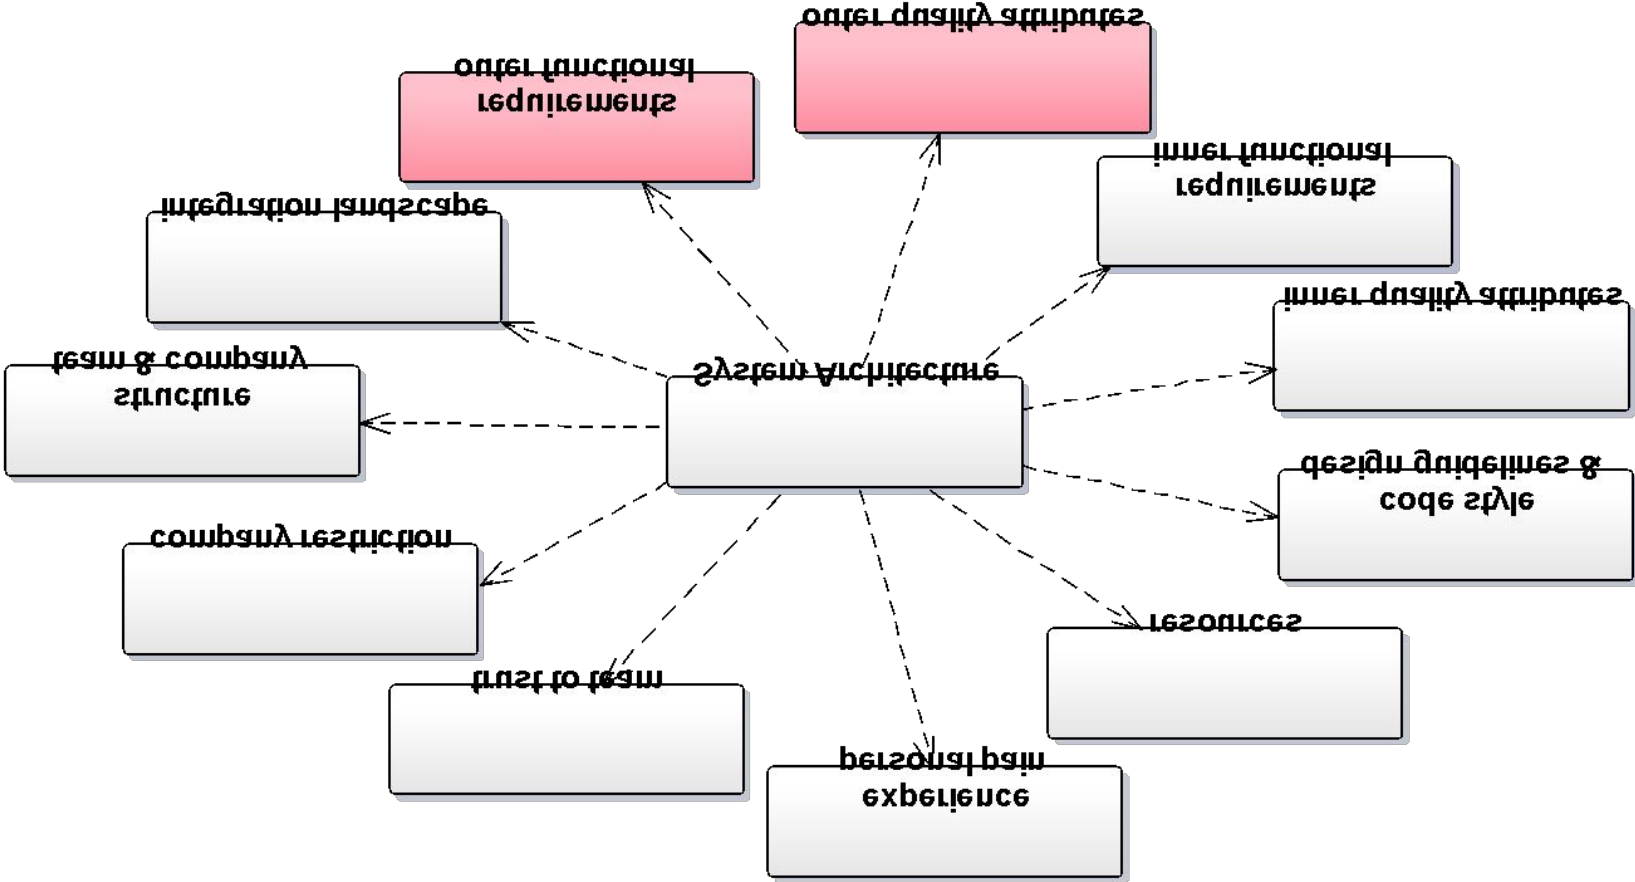 outer quality attributes
outer functional
requirements
inner functional
requirements
integration landscape
inner quality attributes
team & company
structure
System Architecture
design guidelines &
code style
company restriction
resources
trust to team
personal pain
experience